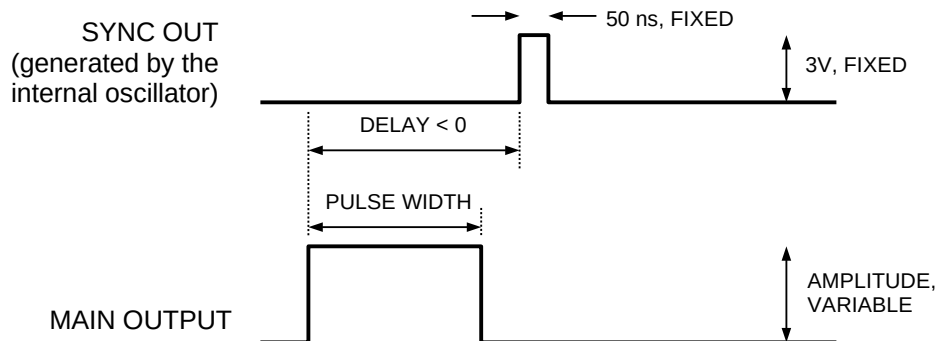 50 ns, FIXED
SYNC OUT
(generated by the
internal oscillator)
3V, FIXED
DELAY < 0
PULSE WIDTH
AMPLITUDE,
VARIABLE
MAIN OUTPUT